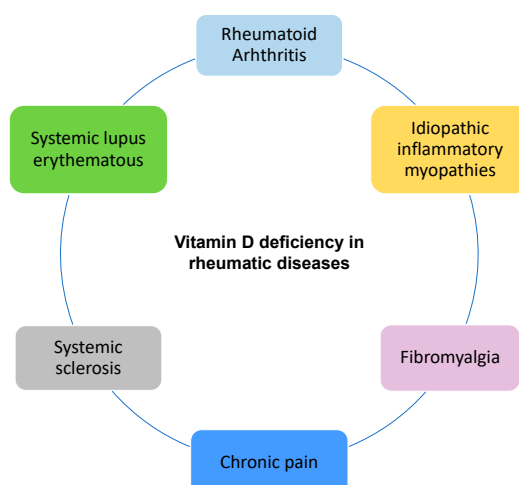 Rheumatoid
Arhthritis
Systemic lupus
erythematous
Idiopathic
inflammatory
myopathies
Vitamin D deficiency in
rheumatic diseases
Systemic
sclerosis
Fibromyalgia
Chronic pain